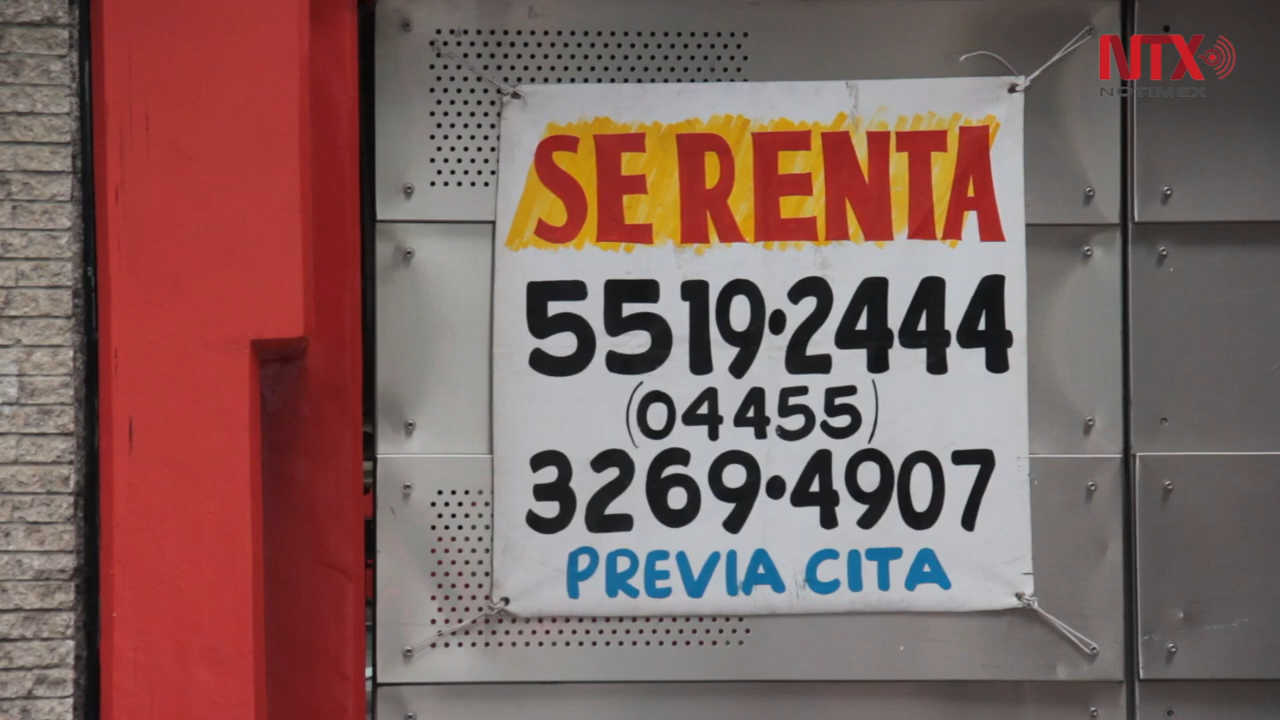 NTX
NOTIMEX
SE RENTA
5519·2444
(04455)
3269·4907
PREVIA CITA